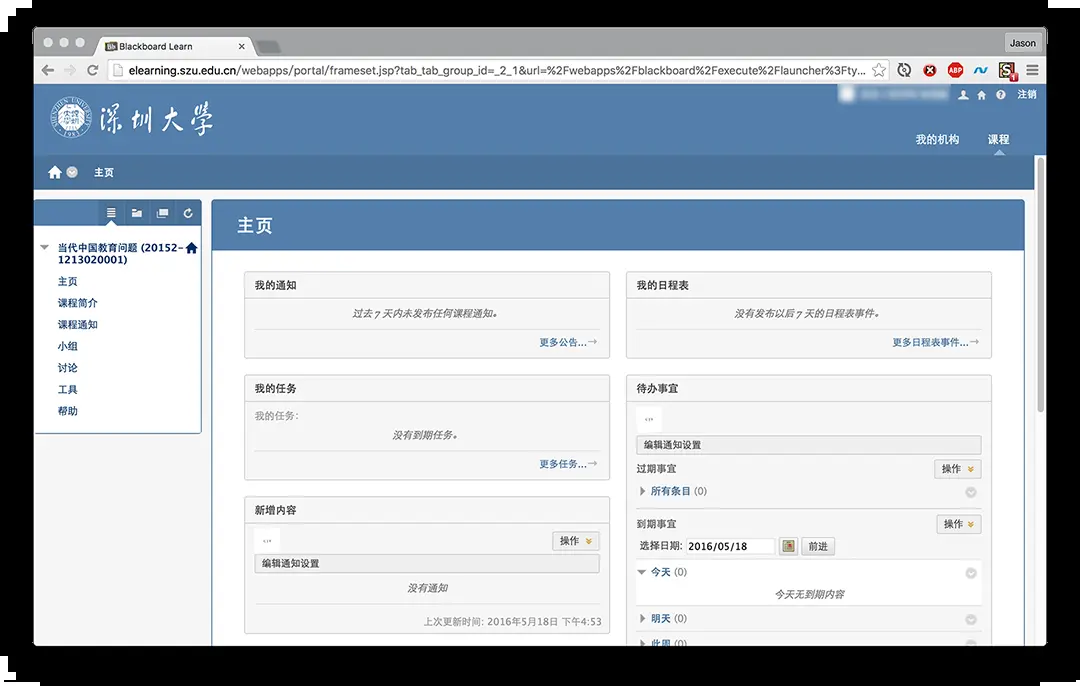 Blackboard Learn
Jason
elearning.szu.edu.cn/webapps/portal/frameset.jsp?tab_tab_group_id=_2_1&url=%2Fwebapps%2Fblackboard%2Fexecute%2Flauncher%3Fty...
ABP
深圳大学
注销
我的机构
课程
主页
当代中国教育问题 (20152-
1213020001)
主页
课程简介
课程通知
小组
讨论
工具
帮助
主页
我的通知
过去 7 天内未发布任何课程通知。
更多公告...→
我的日程表
没有发布以后 7 天的日程表事件。
更多日程表事件...→
我的任务
我的任务:
没有到期任务。
更多任务...→
新增内容
操作
编辑通知设置
没有通知
上次更新时间: 2016年5月18日 下午4:53
待办事宜
编辑通知设置
过期事宜
操作
所有条目 (0)
到期事宜
操作
选择日期: 2016/05/18
前进
今天 (0)
今天无到期内容
明天 (0)
此周 (0)